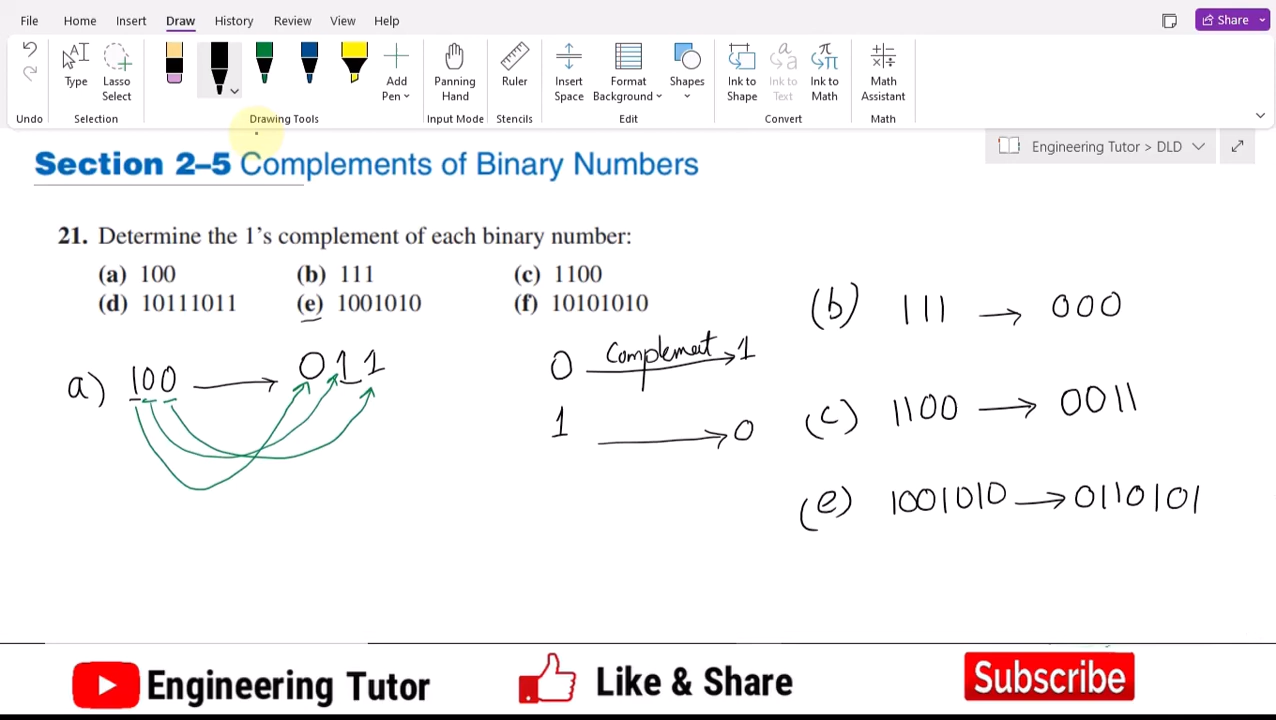 File Home Insert Draw History Review View Help
Share
Type
Lasso Select
Add Pen
Panning Hand
Ruler
Insert Space
Format Background
Shapes
Ink to Shape
Ink to Text
Ink to Math
Math Assistant
Undo Selection Drawing Tools Input Mode Stencils Edit Convert Math
Section 2–5 Complements of Binary Numbers
Engineering Tutor > DLD
21. Determine the 1's complement of each binary number:
(a) 100 (b) 111 (c) 1100
(d) 10111011 (e) 1001010 (f) 10101010
a) 100 → 011
0 Complement → 1
1 → 0
(b) 111 → 000
(c) 1100 → 0011
(e) 1001010 → 0110101
Engineering Tutor Like & Share Subscribe